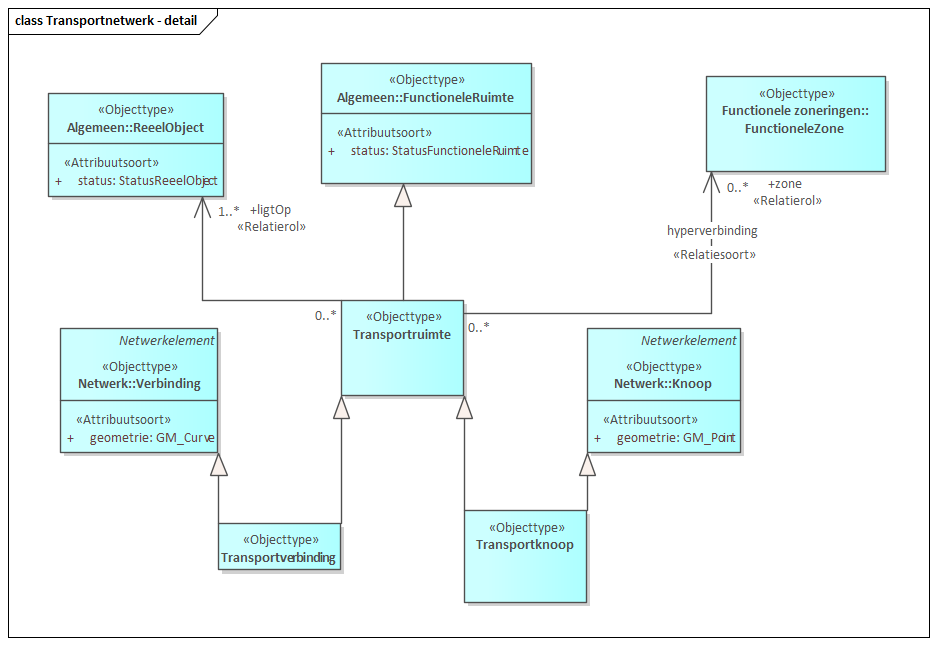 class Transportnetwerk - detail
«Objecttype»
Algemeen::ReeelObject
«Attribuutsoort»
+ status: StatusReeelObject
«Objecttype»
Algemeen::FunctioneleRuimte
«Attribuutsoort»
+ status: StatusFunctioneleRuimte
«Objecttype»
Functionele zoneringen::
FunctioneleZone
1..* +ligtOp
«Relatierol»
0..* +zone
«Relatierol»
hyperverbinding
«Relatiesoort»
0..*
«Objecttype»
Transportruimte
0..*
Netwerkelement
«Objecttype»
Netwerk::Verbinding
«Attribuutsoort»
+ geometrie: GM_Curve
Netwerkelement
«Objecttype»
Netwerk::Knoop
«Attribuutsoort»
+ geometrie: GM_Point
«Objecttype»
Transportverbinding
«Objecttype»
Transportknoop